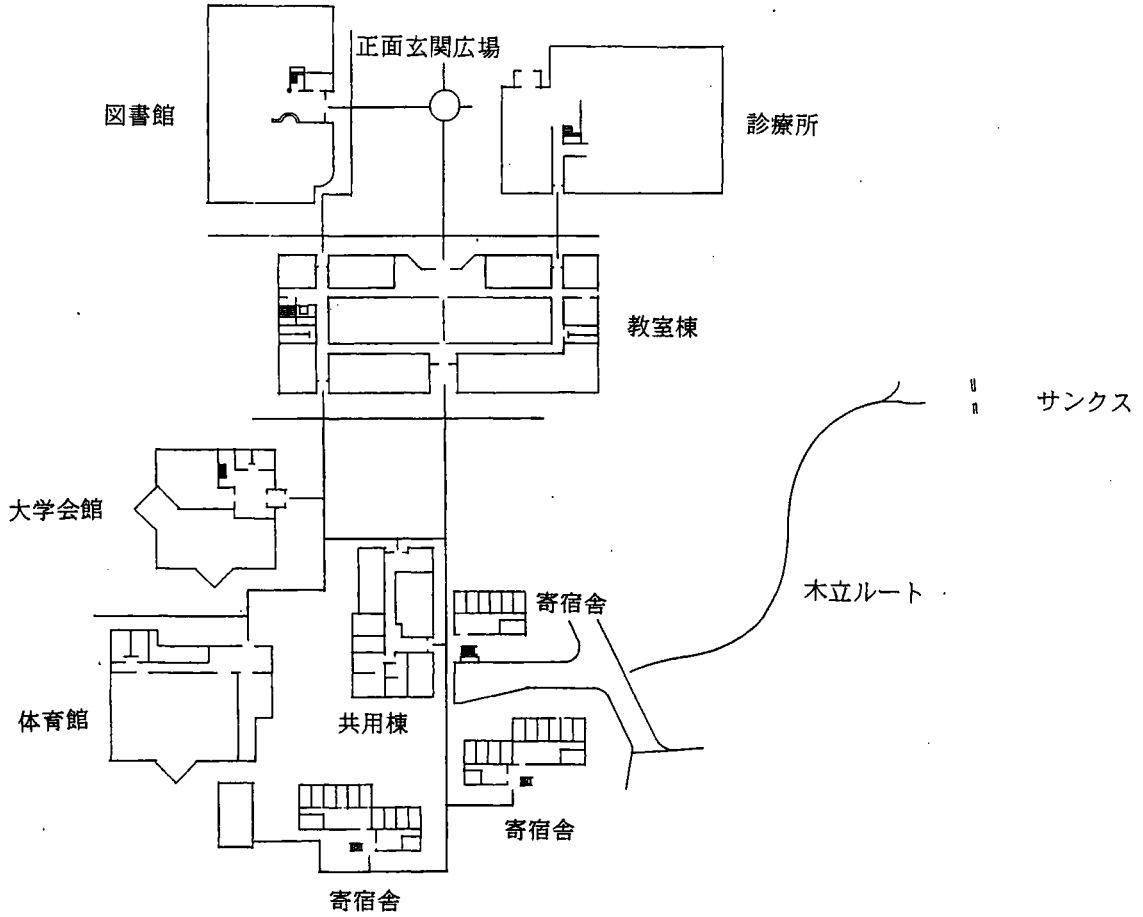 正面玄関広場
図書館
診療所
教室棟
サンクス
大学会館
木立ルート
寄宿舎
体育館
共用棟
寄宿舎
寄宿舎